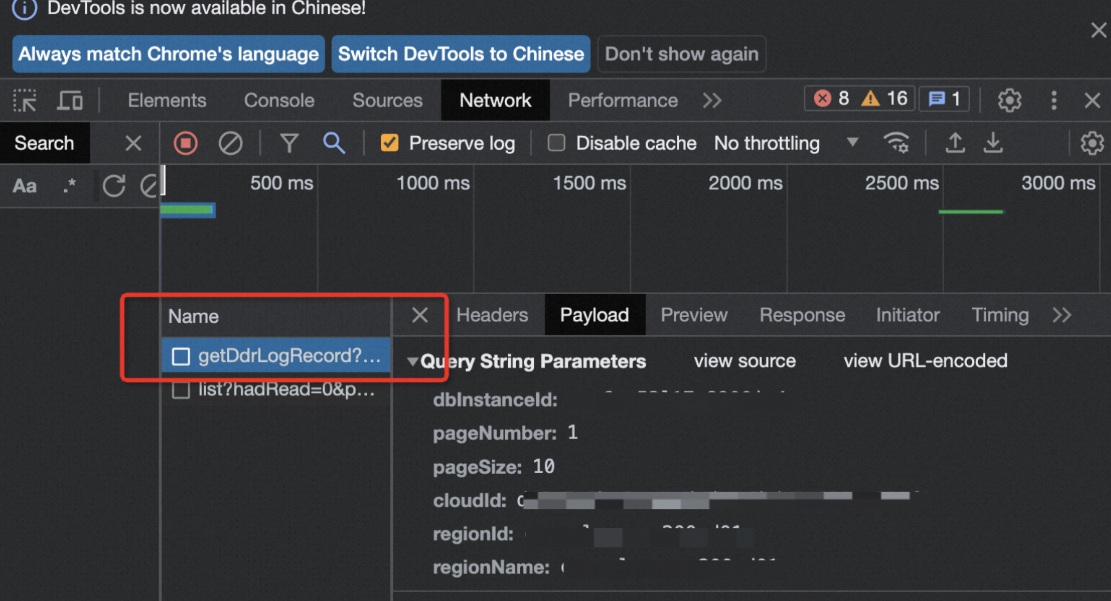 DevTools is now available in Chinese!
Always match Chrome's language Switch DevTools to Chinese Don't show again
Elements Console Sources Network Performance >> 8 16 1
Search Preserve log Disable cache No throttling
Aa .* 500 ms 1000 ms 1500 ms 2000 ms 2500 ms 3000 ms
Name Headers Payload Preview Response Initiator Timing >>
getDdrLogRecord?... Query String Parameters view source view URL-encoded
list?hadRead=0&p... dbInstanceId:
pageNumber: 1
pageSize: 10
cloudId:
regionId:
regionName: